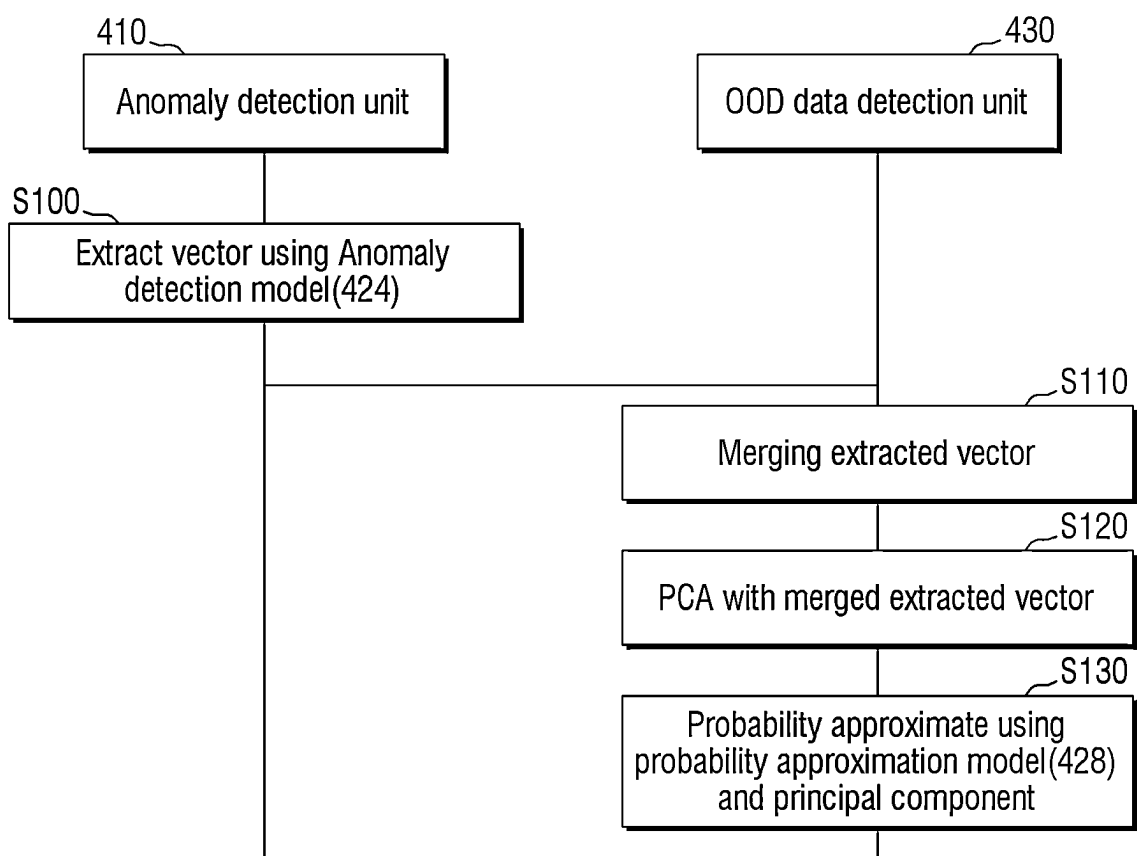 410
430
Anomaly detection unit
OOD data detection unit
S100
Extract vector using Anomaly
detection model(424)
S110
Merging extracted vector
S120
PCA with merged extracted vector
S130
Probability approximate using
probability approximation model(428)
and principal component